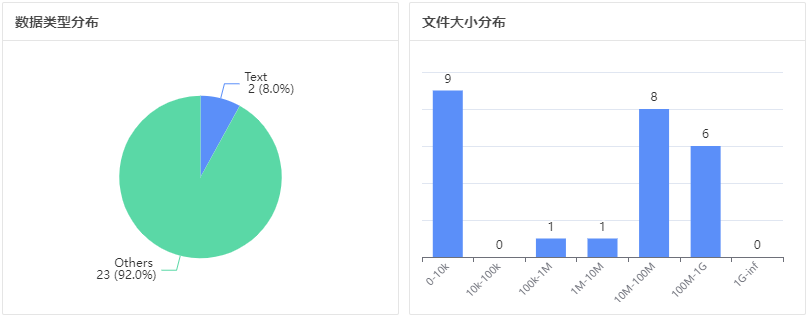 数据类型分布
Text
2 (8.0%)
Others
23 (92.0%)
文件大小分布
9
0
1
1
8
6
0
0-10k
10k-100k
100k-1M
1M-10M
10M-100M
100M-1G
1G-inf